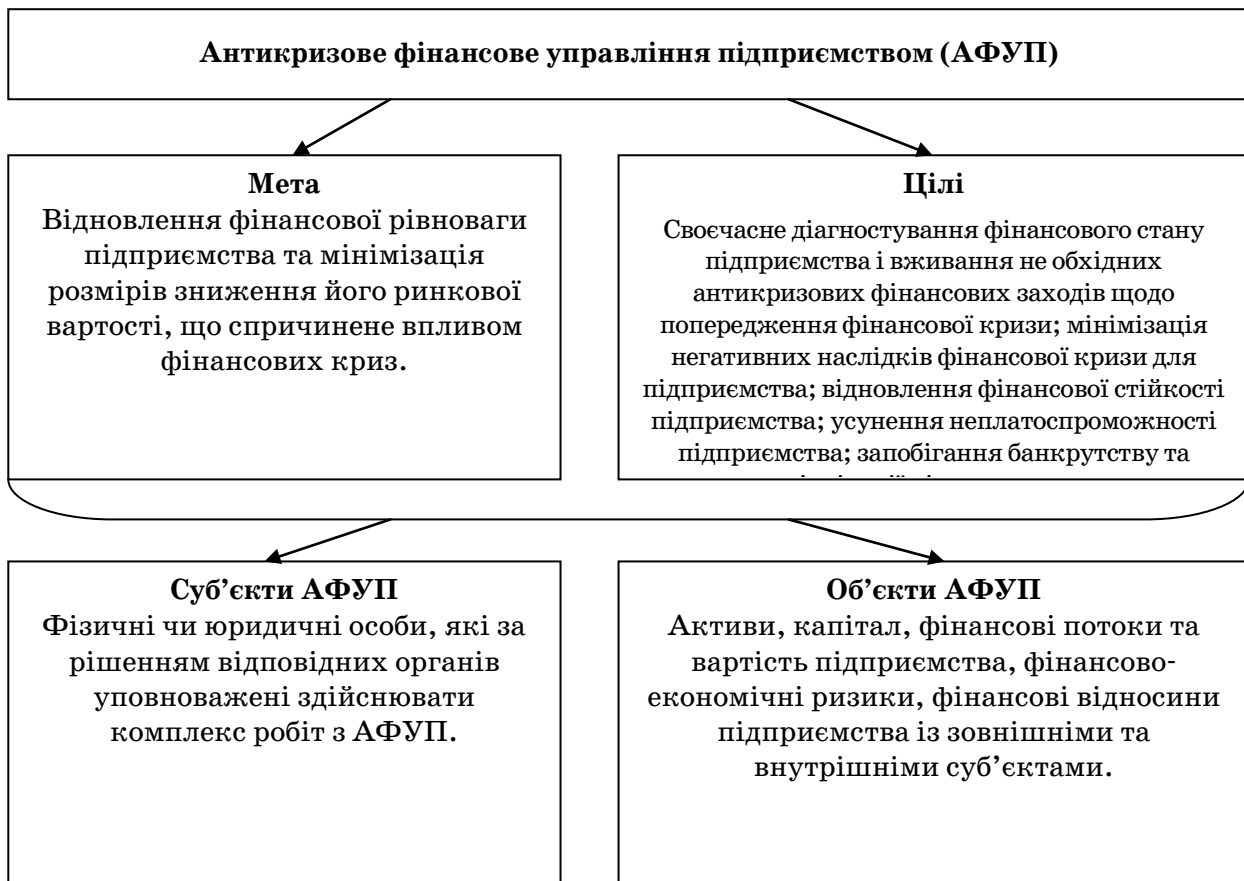 Антикризове фінансове управління підприємством (АФУП)
Мета
Відновлення фінансової рівноваги
підприємства та мінімізація
розмірів зниження його ринкової
вартості, що спричинене впливом
фінансових криз.
Цілі
Своєчасне діагностування фінансового стану
підприємства і вживання не обхідних
антикризових фінансових заходів щодо
попередження фінансової кризи; мінімізація
негативних наслідків фінансової кризи для
підприємства; відновлення фінансової стійкості
підприємства; усунення неплатоспроможності
підприємства; запобігання банкрутству та
Суб’єкти АФУП
Фізичні чи юридичні особи, які за
рішенням відповідних органів
уповноважені здійснювати
комплекс робіт з АФУП.
Об’єкти АФУП
Активи, капітал, фінансові потоки та
вартість підприємства, фінансово-
економічні ризики, фінансові відносини
підприємства із зовнішніми та
внутрішніми суб’єктами.